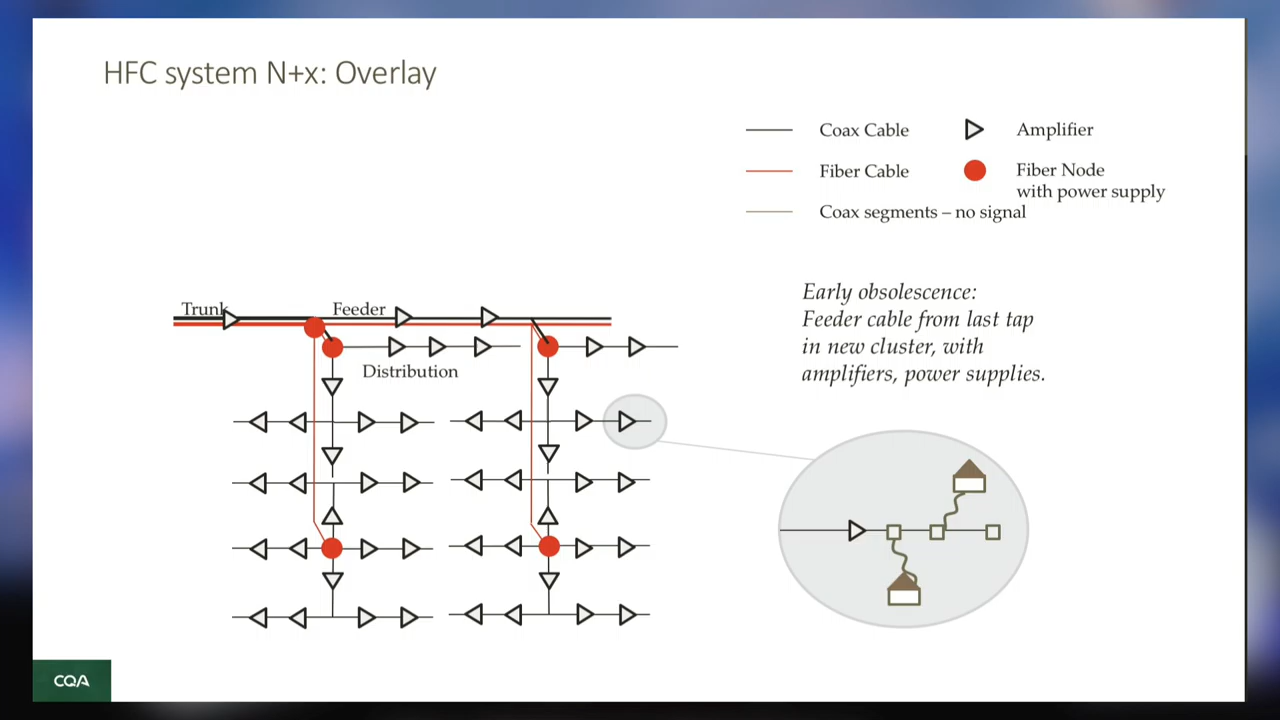 HFC system N+x: Overlay
Coax Cable
Amplifier
Fiber Cable
Fiber Node
with power supply
Coax segments – no signal
Trunk
Feeder
Distribution
Early obsolescence:
Feeder cable from last tap
in new cluster, with
amplifiers, power supplies.
CQA